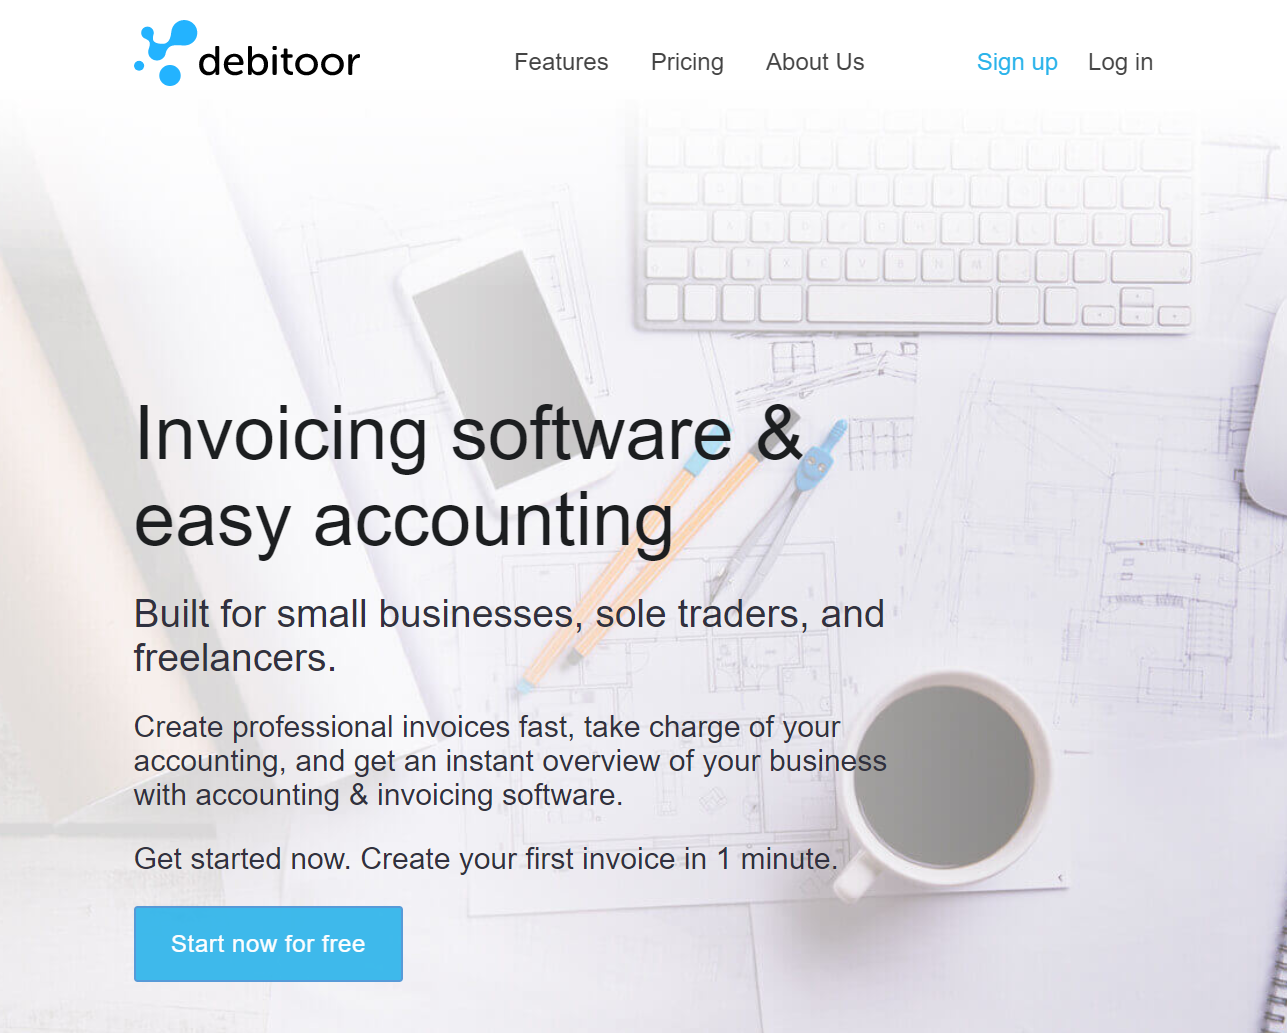 debitoor
Features Pricing About Us Sign up Log in
Invoicing software &
easy accounting
Built for small businesses, sole traders, and
freelancers.
Create professional invoices fast, take charge of your
accounting, and get an instant overview of your business
with accounting & invoicing software.
Get started now. Create your first invoice in 1 minute.
Start now for free